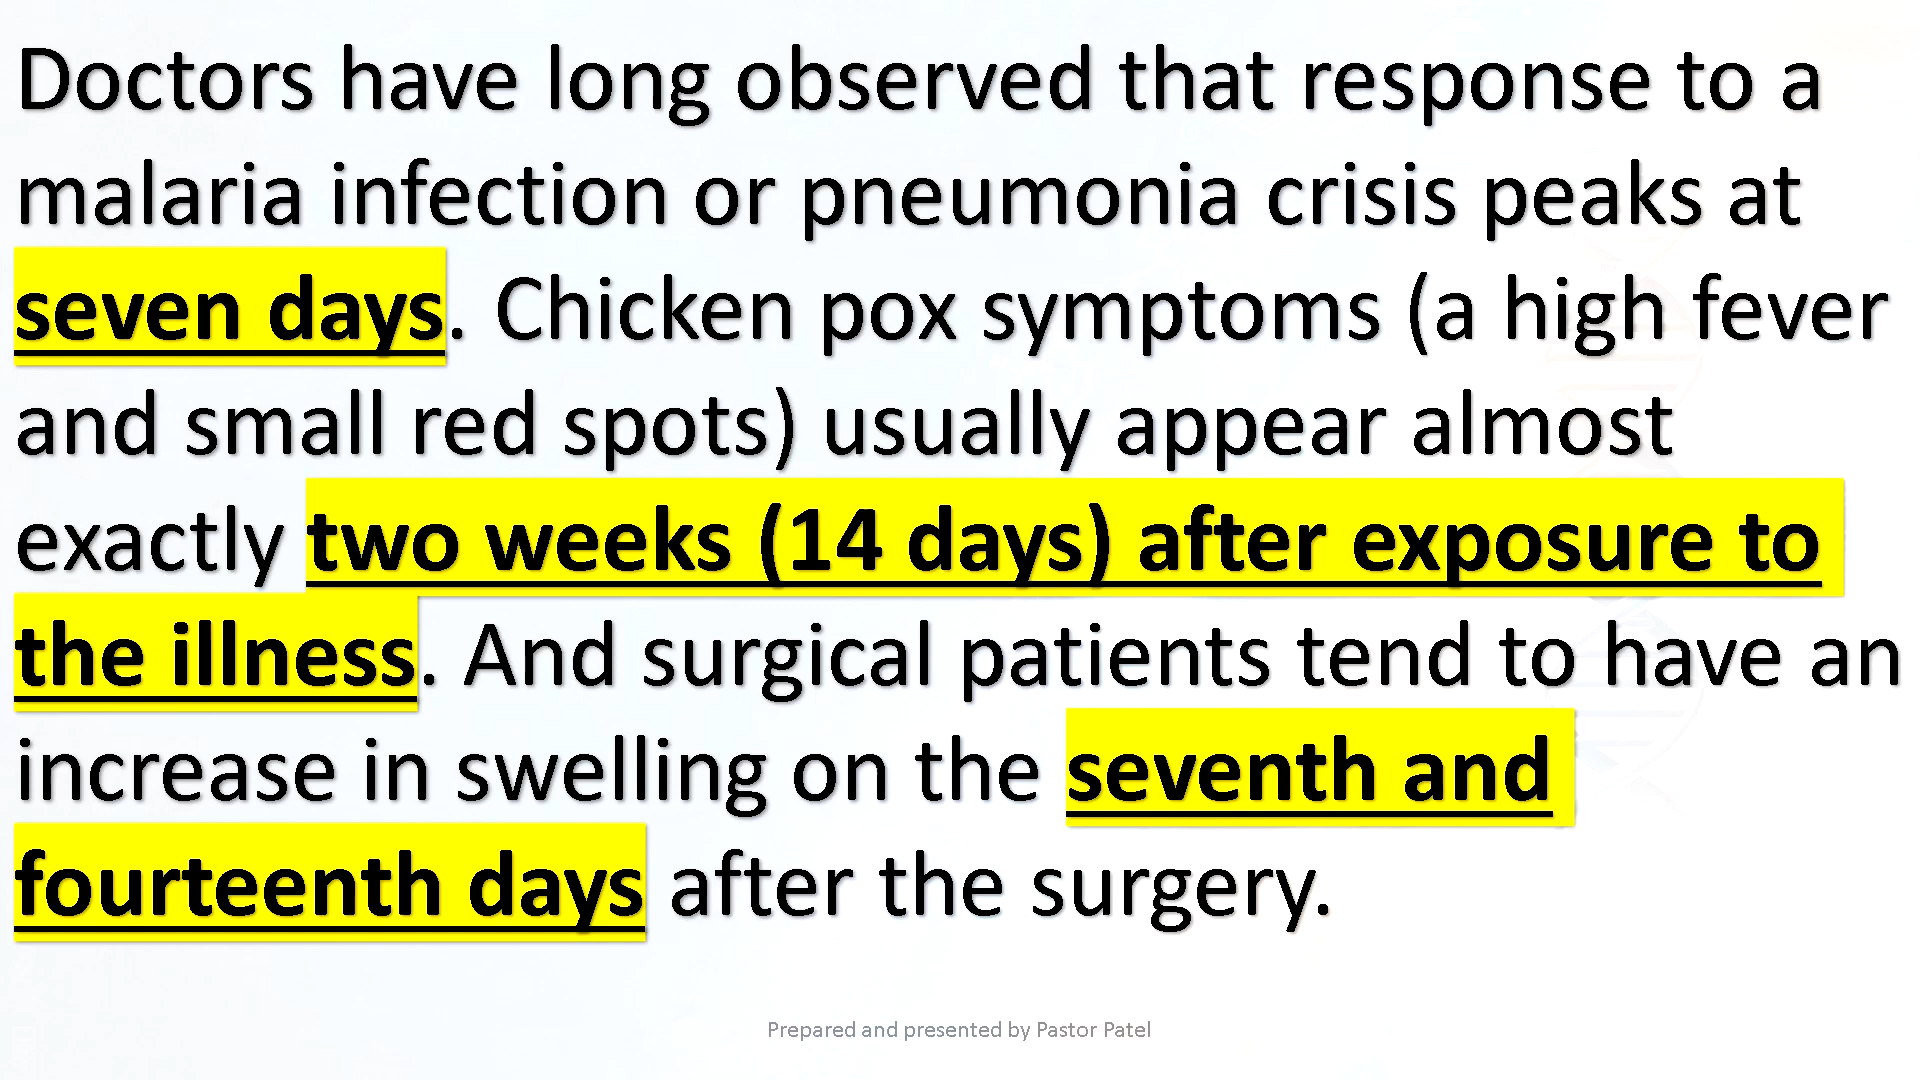 Doctors have long observed that response to a
malaria infection or pneumonia crisis peaks at
seven days. Chicken pox symptoms (a high fever
and small red spots) usually appear almost
exactly two weeks (14 days) after exposure to
the illness. And surgical patients tend to have an
increase in swelling on the seventh and
fourteenth days after the surgery.
Prepared and presented by Pastor Patel